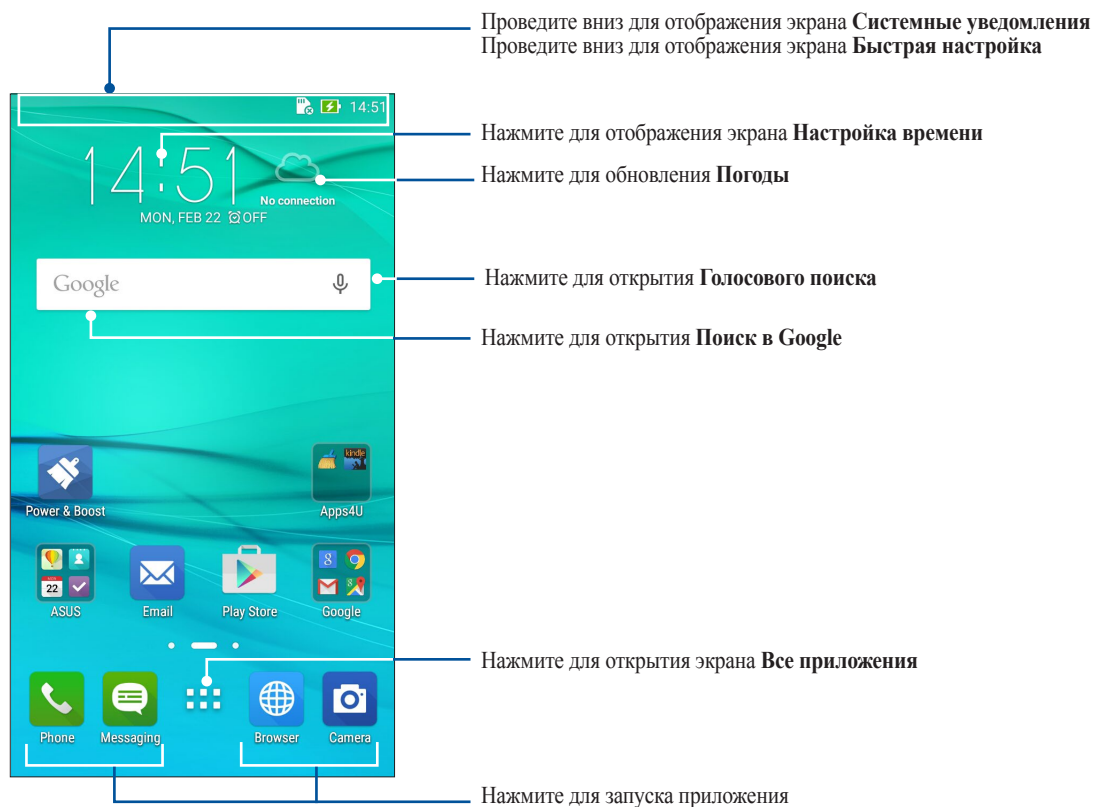 Проведите вниз для отображения экрана Системные уведомления
Проведите вниз для отображения экрана Быстрая настройка
14:51
Нажмите для отображения экрана Настройка времени
14:51
Нажмите для обновления Погоды
No connection
MON, FEB 22 OFF
Google
Нажмите для открытия Голосового поиска
Нажмите для открытия Поиск в Google
kindle
Power & Boost
Apps4U
22
8
ASUS
Email
Play Store
Google
Нажмите для открытия экрана Все приложения
Phone
Messaging
Browser
Camera
Нажмите для запуска приложения